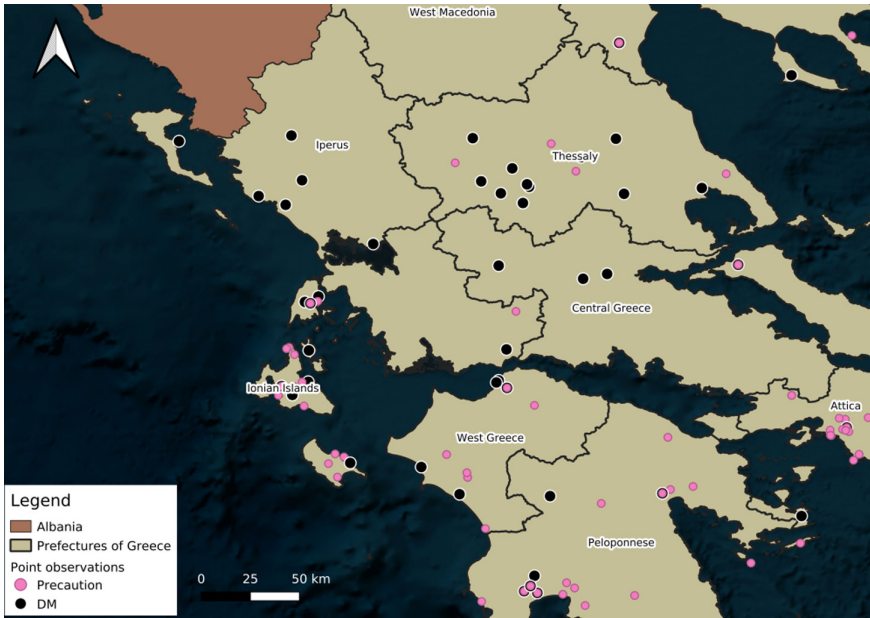 West Macedonia
Iperus
Thessaly
Central Greece
Ionian Islands
Attica
West Greece
Peloponnese
Legend
Albania
Prefectures of Greece
Point observations
Precaution
DM
0 25 50 km